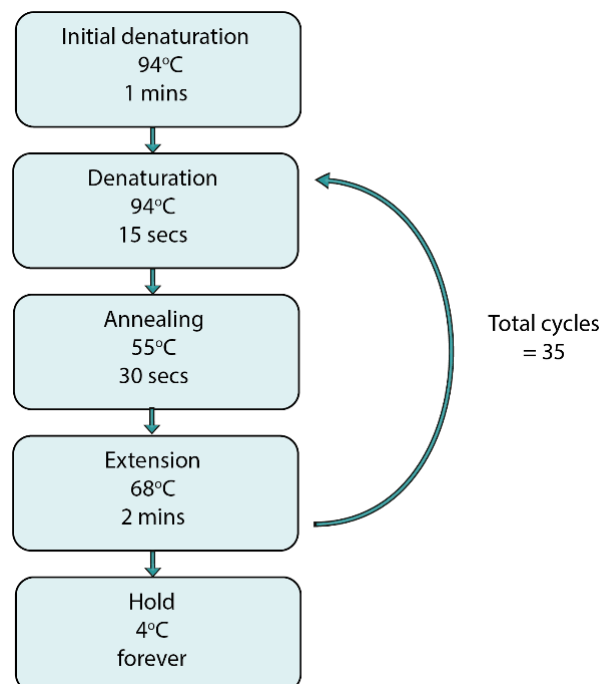 Initial denaturation
94°C
1 mins
Denaturation
94°C
15 secs
Annealing
55°C
30 secs
Extension
68°C
2 mins
Hold
4°C
forever
Total cycles
= 35